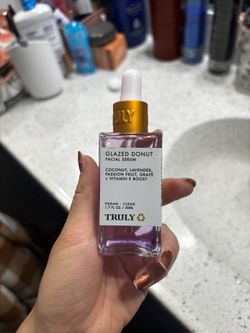 TRULY
GLAZED DONUT
FACIAL SERUM
COCONUT, LAVENDER,
PASSION FRUIT, GRAPE
+ VITAMIN E BOOST
VEGAN - CLEAN
1.7 FL OZ / 50ML
TRULY